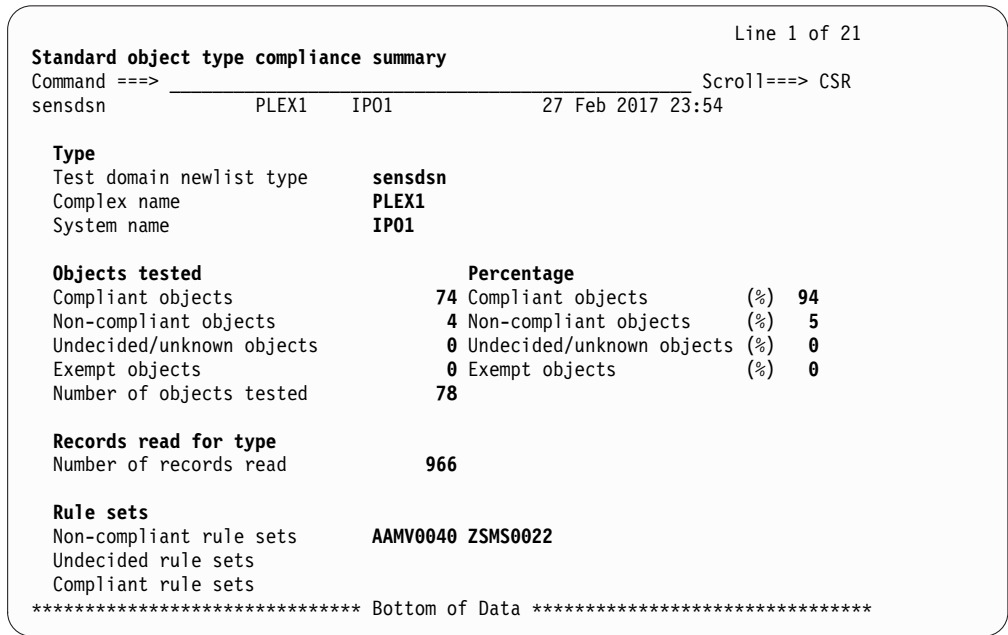 Line 1 of 21
Standard object type compliance summary
Command ===> _________________________________________________ Scroll===> CSR
sensdsn PLEX1 IPO1 27 Feb 2017 23:54
Type
Test domain newlist type sensdsn
Complex name PLEX1
System name IPO1
Objects tested Percentage
Compliant objects 74 Compliant objects (%) 94
Non-compliant objects 4 Non-compliant objects (%) 5
Undecided/unknown objects 0 Undecided/unknown objects (%) 0
Exempt objects 0 Exempt objects (%) 0
Number of objects tested 78
Records read for type
Number of records read 966
Rule sets
Non-compliant rule sets AAMV0040 ZSMS0022
Undecided rule sets
Compliant rule sets
******************************* Bottom of Data ********************************